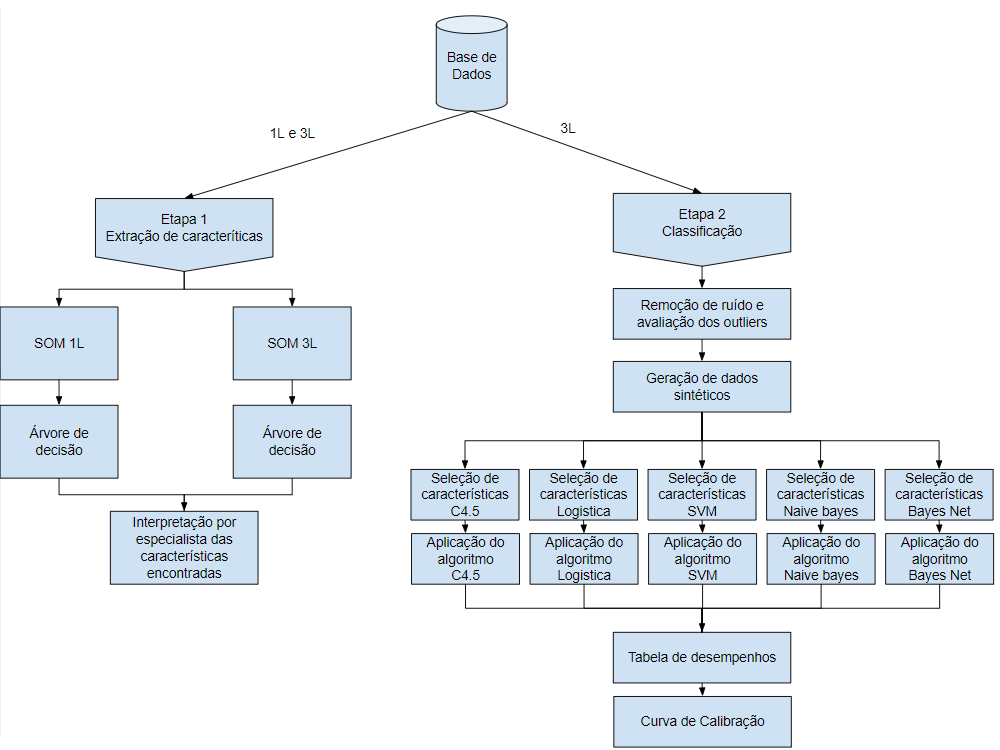 Base de
Dados
1L e 3L
3L
Etapa 1
Extração de caracteríticas
Etapa 2
Classificação
Remoção de ruído e
avaliação dos outliers
SOM 1L
SOM 3L
Geração de dados
sintéticos
Árvore de
decisão
Árvore de
decisão
Seleção de
características
C4.5
Seleção de
características
Logistica
Seleção de
características
SVM
Seleção de
características
Naive bayes
Seleção de
características
Bayes Net
Interpretação por
especialista das
características
encontradas
Aplicação do
algoritmo
C4.5
Aplicação do
algoritmo
Logistica
Aplicação do
algoritmo
SVM
Aplicação do
algoritmo
Naive bayes
Aplicação do
algoritmo
Bayes Net
Tabela de desempenhos
Curva de Calibração